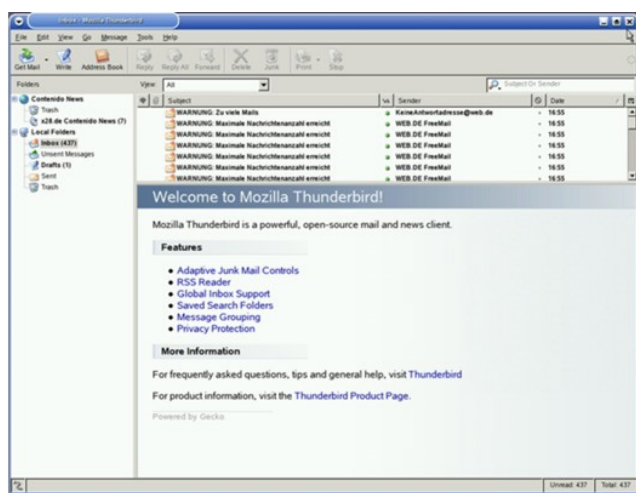 Inbox - Mozilla Thunderbird
File Edit View Go Message Tools Help
Get Mail Write Address Book Reply Reply All Forward Delete Junk Print Stop
Folders View: All Subject Or Sender
Contenido News
Trash
x28.de Contenido News (7)
Local Folders
Inbox (437)
Unsent Messages
Drafts (1)
Sent
Trash
Subject Sender Date
WARNUNG: Zu viele Mails KeineAntwortadresse@web.de 16:55
WARNUNG: Maximale Nachrichtenanzahl erreicht WEB.DE FreeMail 16:55
WARNUNG: Maximale Nachrichtenanzahl erreicht WEB.DE FreeMail 16:55
WARNUNG: Maximale Nachrichtenanzahl erreicht WEB.DE FreeMail 16:55
WARNUNG: Maximale Nachrichtenanzahl erreicht WEB.DE FreeMail 16:55
WARNUNG: Maximale Nachrichtenanzahl erreicht WEB.DE FreeMail 16:55
Welcome to Mozilla Thunderbird!
Mozilla Thunderbird is a powerful, open-source mail and news client.
Features
• Adaptive Junk Mail Controls
• RSS Reader
• Global Inbox Support
• Saved Search Folders
• Message Grouping
• Privacy Protection
More Information
For frequently asked questions, tips and general help, visit Thunderbird
For product information, visit the Thunderbird Product Page.
Powered by Gecko.
Unread: 437 Total: 437